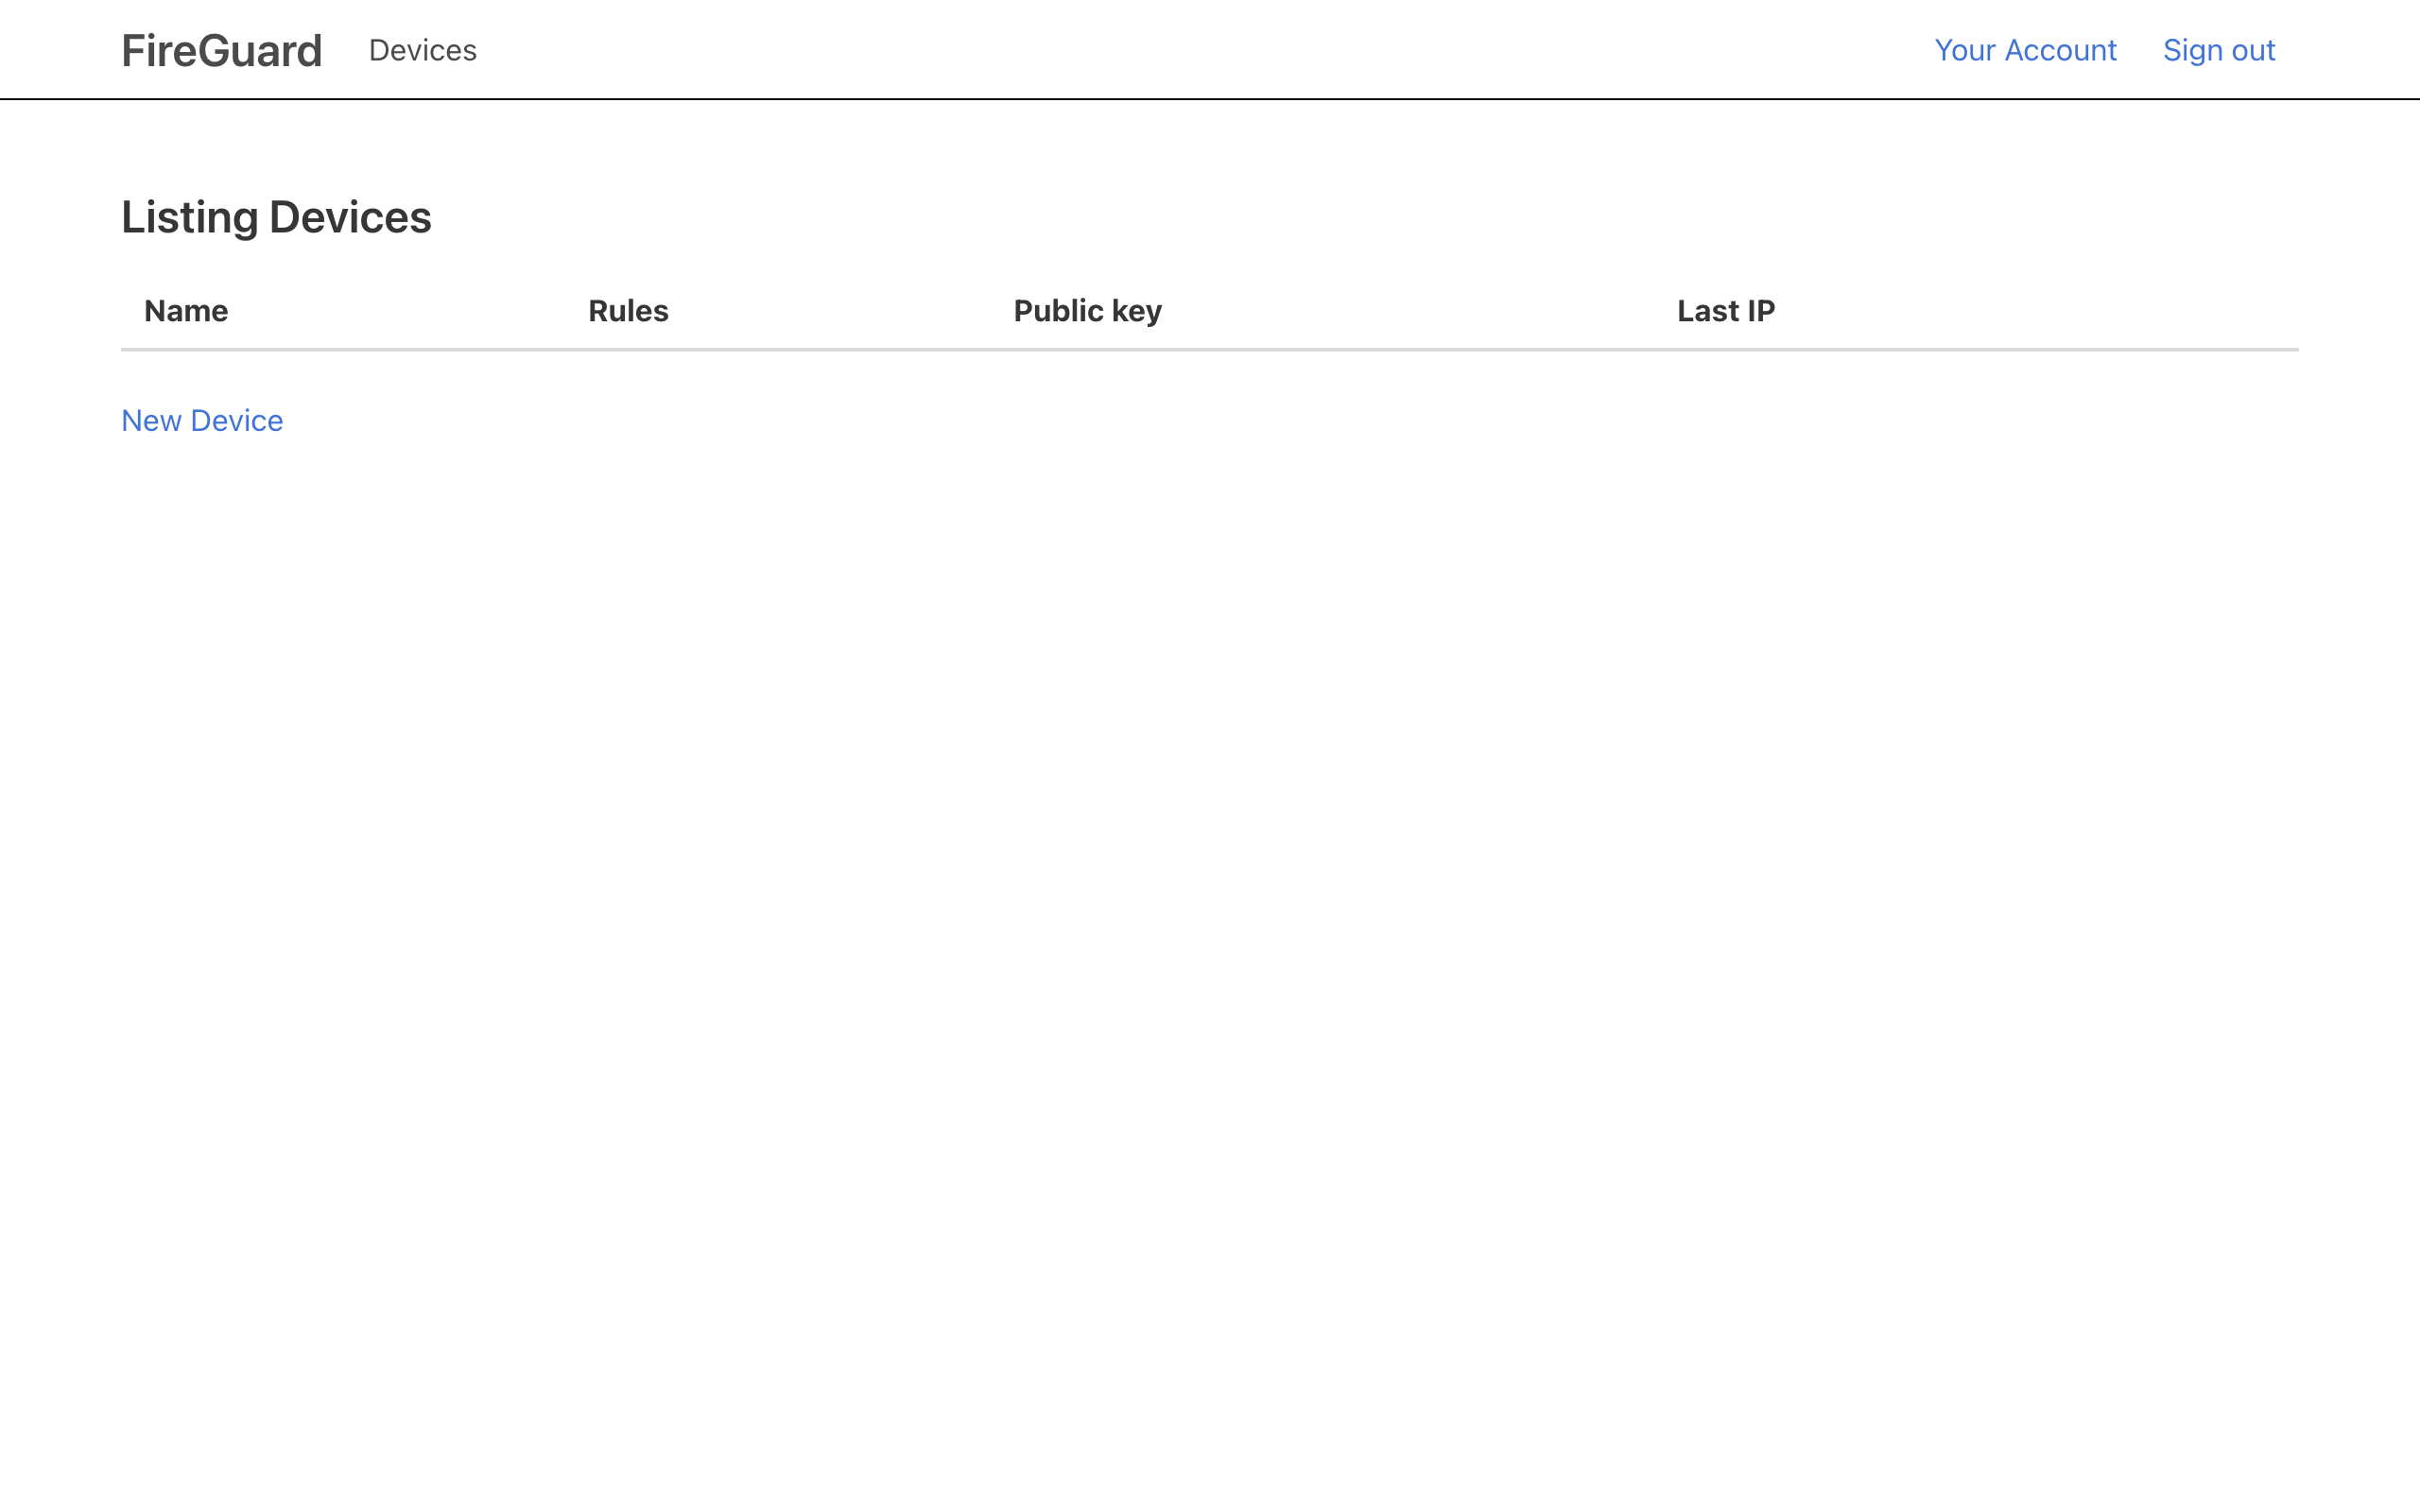 FireGuard Devices Your Account Sign out
Listing Devices
Name Rules Public key Last IP
New Device